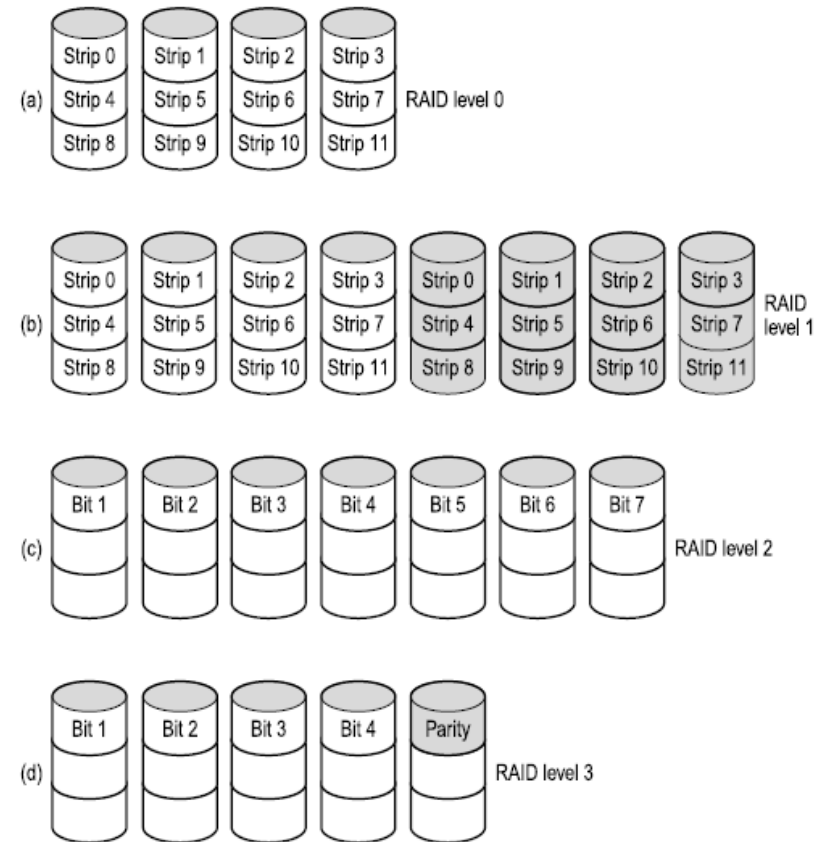 Strip 0 Strip 1 Strip 2 Strip 3
(a) Strip 4 Strip 5 Strip 6 Strip 7 RAID level 0
Strip 8 Strip 9 Strip 10 Strip 11
Strip 0 Strip 1 Strip 2 Strip 3 Strip 0 Strip 1 Strip 2 Strip 3
(b) Strip 4 Strip 5 Strip 6 Strip 7 Strip 4 Strip 5 Strip 6 Strip 7 RAID level 1
Strip 8 Strip 9 Strip 10 Strip 11 Strip 8 Strip 9 Strip 10 Strip 11
Bit 1 Bit 2 Bit 3 Bit 4 Bit 5 Bit 6 Bit 7
(c) RAID level 2
Bit 1 Bit 2 Bit 3 Bit 4 Parity
(d) RAID level 3